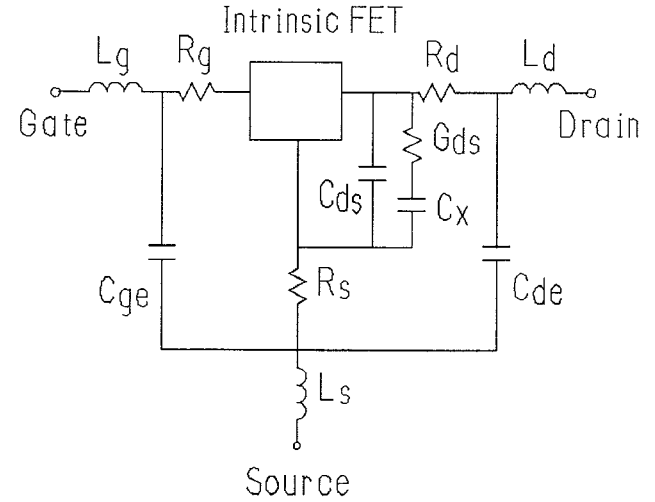 Intrinsic FET
Lg
Rg
Rd
Ld
Gate
Drain
Gds
Cds
Cx
Cge
Rs
Cde
Ls
Source